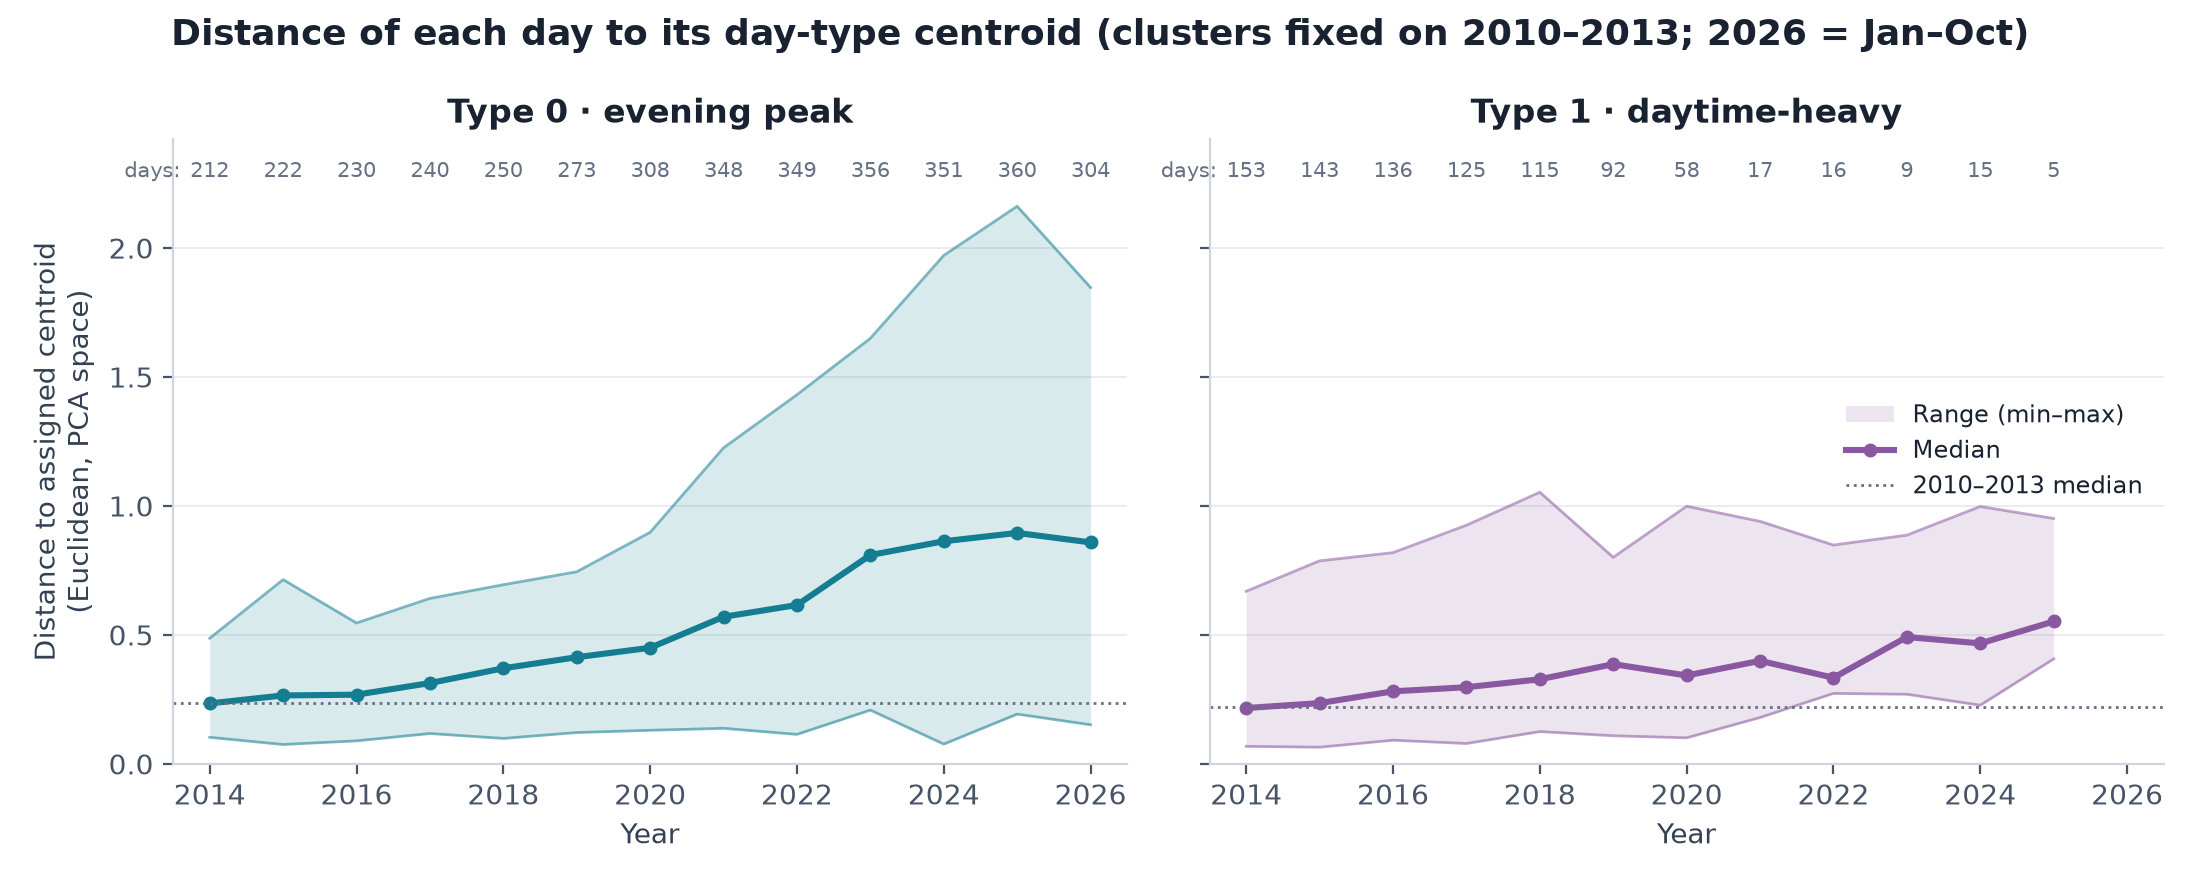 Distance of each day to its day-type centroid (clusters fixed on 2010–2013; 2026 = Jan–Oct)
Type 0 · evening peak
days: 212 222 230 240 250 273 308 348 349 356 351 360 304
Distance to assigned centroid
(Euclidean, PCA space)
2.0
1.5
1.0
0.5
0.0
2014 2016 2018 2020 2022 2024 2026
Year
Type 1 · daytime-heavy
days: 153 143 136 125 115 92 58 17 16 9 15 5
Range (min–max)
Median
2010–2013 median
2014 2016 2018 2020 2022 2024 2026
Year